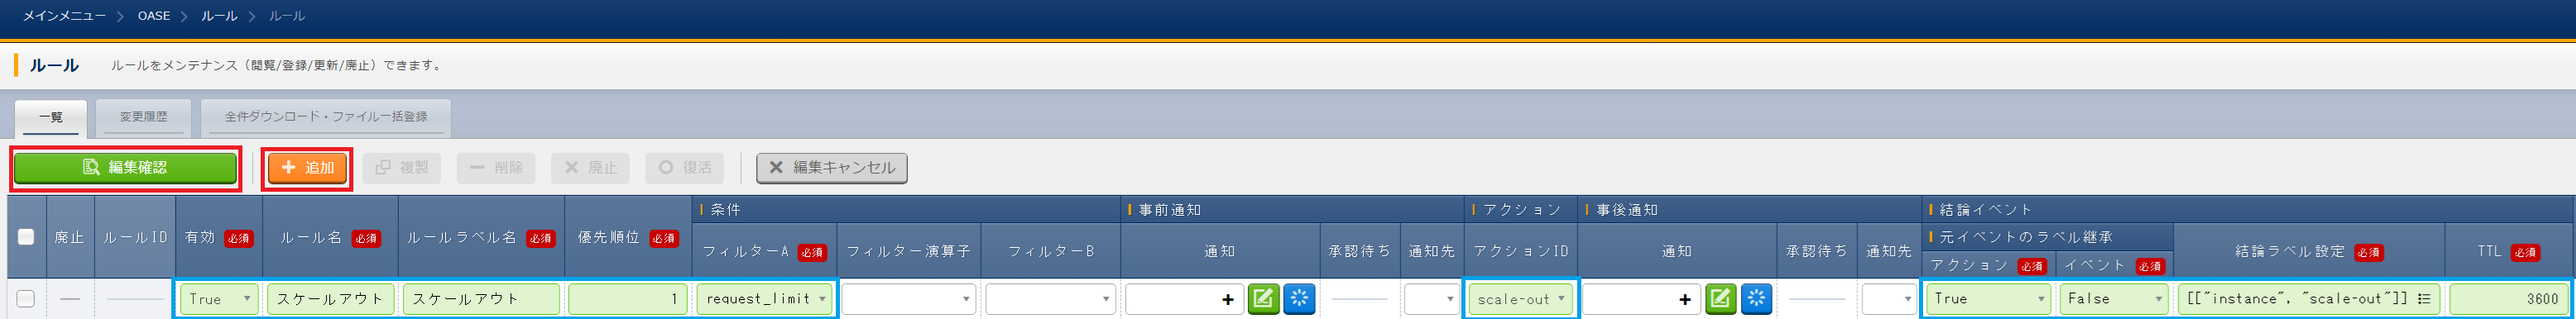 メインメニュー > OASE > ルール > ルール
ルール ルールをメンテナンス（閲覧/登録/更新/廃止）できます。
一覧 変更履歴 全件ダウンロード・ファイル一括登録
編集確認 追加 複製 削除 廃止 復活 編集キャンセル
条件 事前通知 アクション 事後通知 結論イベント
元イベントのラベル継承
廃止 ルールID 有効 必須 ルール名 必須 ルールラベル名 必須 優先順位 必須 フィルターA 必須 フィルター演算子 フィルターB 通知 承認待ち 通知先 アクションID 通知 承認待ち 通知先 アクション 必須 イベント 必須 結論ラベル設定 必須 TTL 必須
True スケールアウト スケールアウト 1 request_limit scale-out True False [["instance", "scale-out"]] 3600